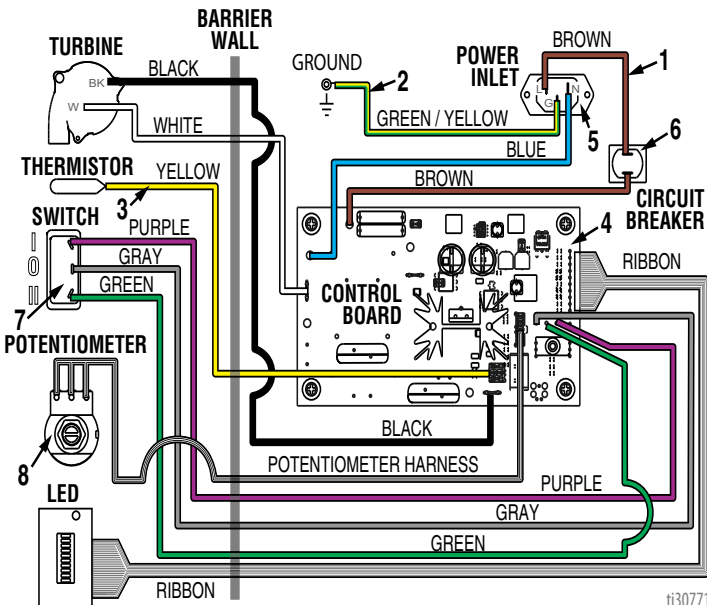 BARRIER
WALL
TURBINE
BK
BLACK
W
WHITE
GROUND
2
GREEN / YELLOW
POWER
INLET
L
N
G
5
BROWN
1
6
BLUE
BROWN
CIRCUIT
BREAKER
THERMISTOR
YELLOW
3
SWITCH
I
O
II
7
PURPLE
GRAY
GREEN
CONTROL
BOARD
4
RIBBON
POTENTIOMETER
8
BLACK
POTENTIOMETER HARNESS
PURPLE
GRAY
GREEN
LED
RIBBON
ti30771